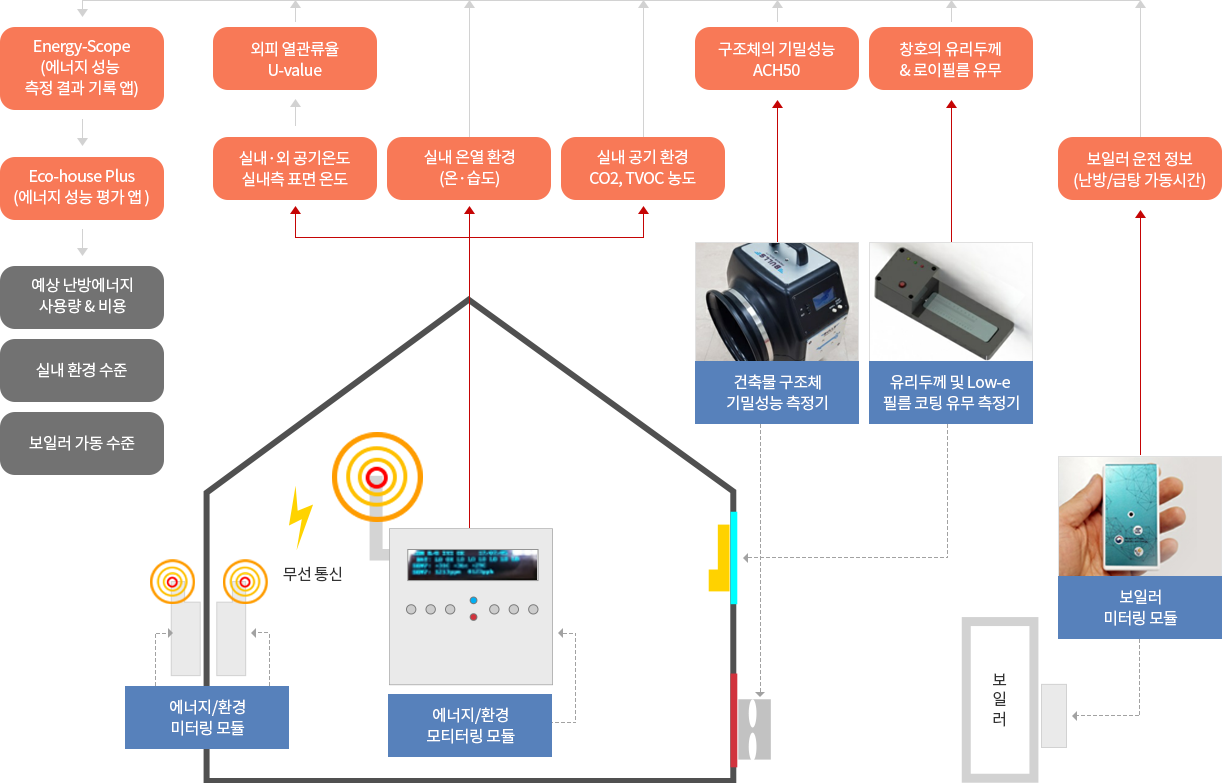 Energy-Scope
(에너지 성능
측정 결과 기록 앱)
외피 열관류율
U-value
구조체의 기밀성능
ACH50
창호의 유리두께
& 로이필름 유무
Eco-house Plus
(에너지 성능 평가 앱 )
실내·외 공기온도
실내측 표면 온도
실내 온열 환경
(온·습도)
실내 공기 환경
CO2, TVOC 농도
보일러 운전 정보
(난방/급탕 가동시간)
예상 난방에너지
사용량 & 비용
실내 환경 수준
보일러 가동 수준
건축물 구조체
기밀성능 측정기
유리두께 및 Low-e
필름 코팅 유무 측정기
무선 통신
보일러
미터링 모듈
에너지/환경
미터링 모듈
에너지/환경
모티터링 모듈
보
일
러